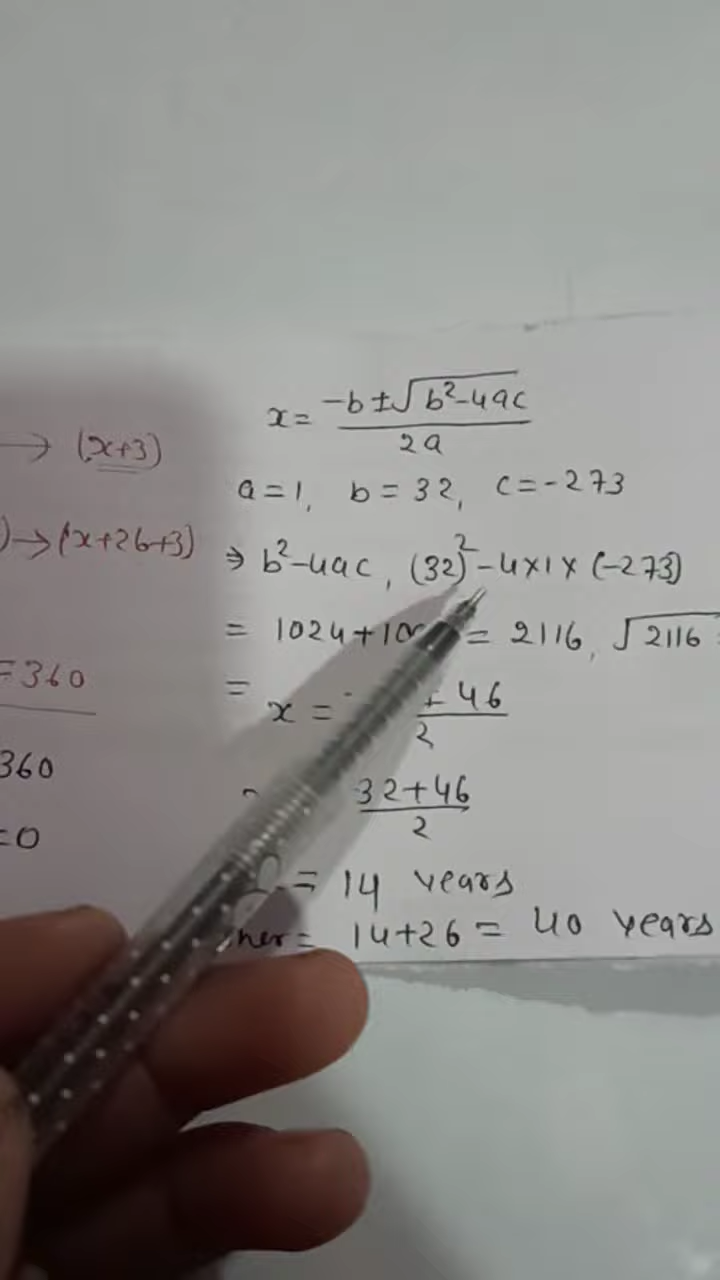 → (x+3)
)→(x+26+3)
=360
360
=0
x = -b ± √b²-4ac / 2a
a=1, b=32, c=-273
⇒ b²-4ac, (32)²-4×1×(-273)
= 1024+10 = 2116, √2116
= x = 46 / 2
32+46 / 2
= 14 years
her = 14+26 = 40 years